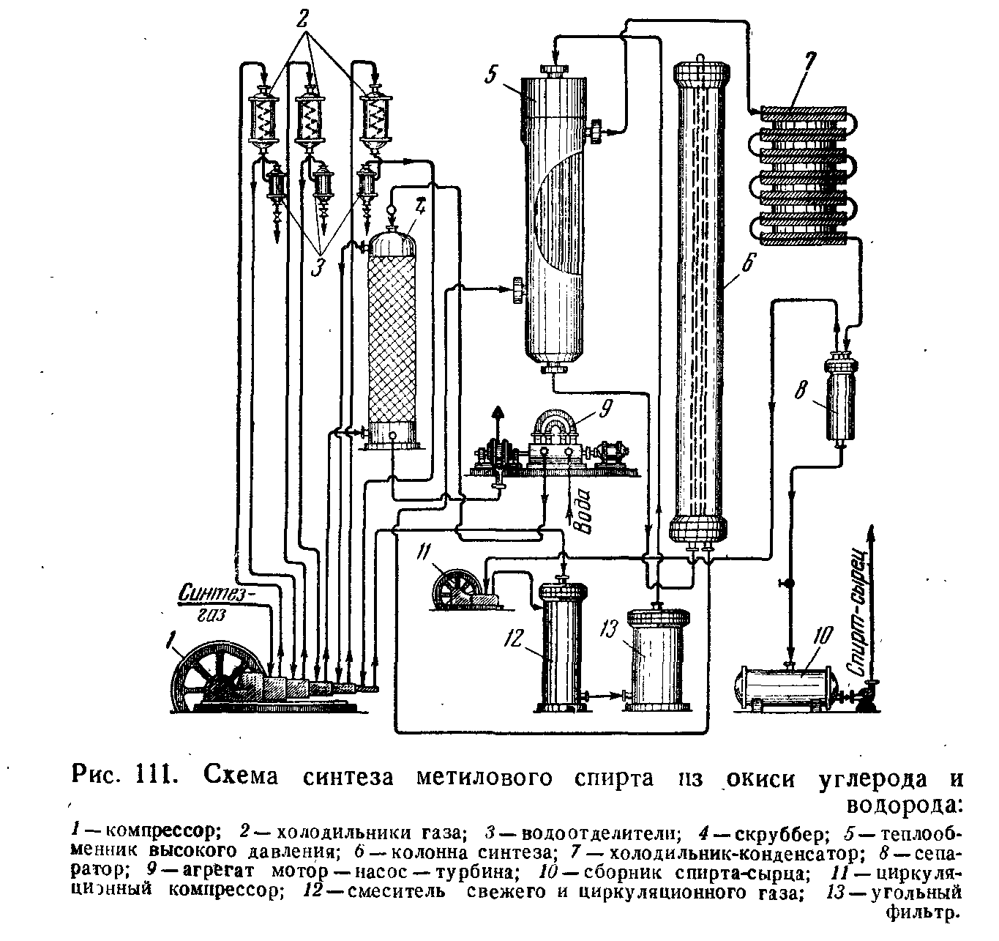 2
5
7
4
3
6
8
9
Вода
11
Синтез-
газ
1
12
13
10
Спирт-сырец
Рис. 111. Схема синтеза метилового спирта из окиси углерода и
водорода:
1 — компрессор; 2 — холодильники газа; 3 — водоотделители; 4 — скруббер; 5 — теплооб-
менник высокого давления; 6 — колонна синтеза; 7 — холодильник-конденсатор; 8 — сепа-
ратор; 9 — агрегат мотор — насос — турбина; 10 — сборник спирта-сырца; 11 — циркуля-
ционный компрессор; 12 — смеситель свежего и циркуляционного газа; 13 — угольный
фильтр.